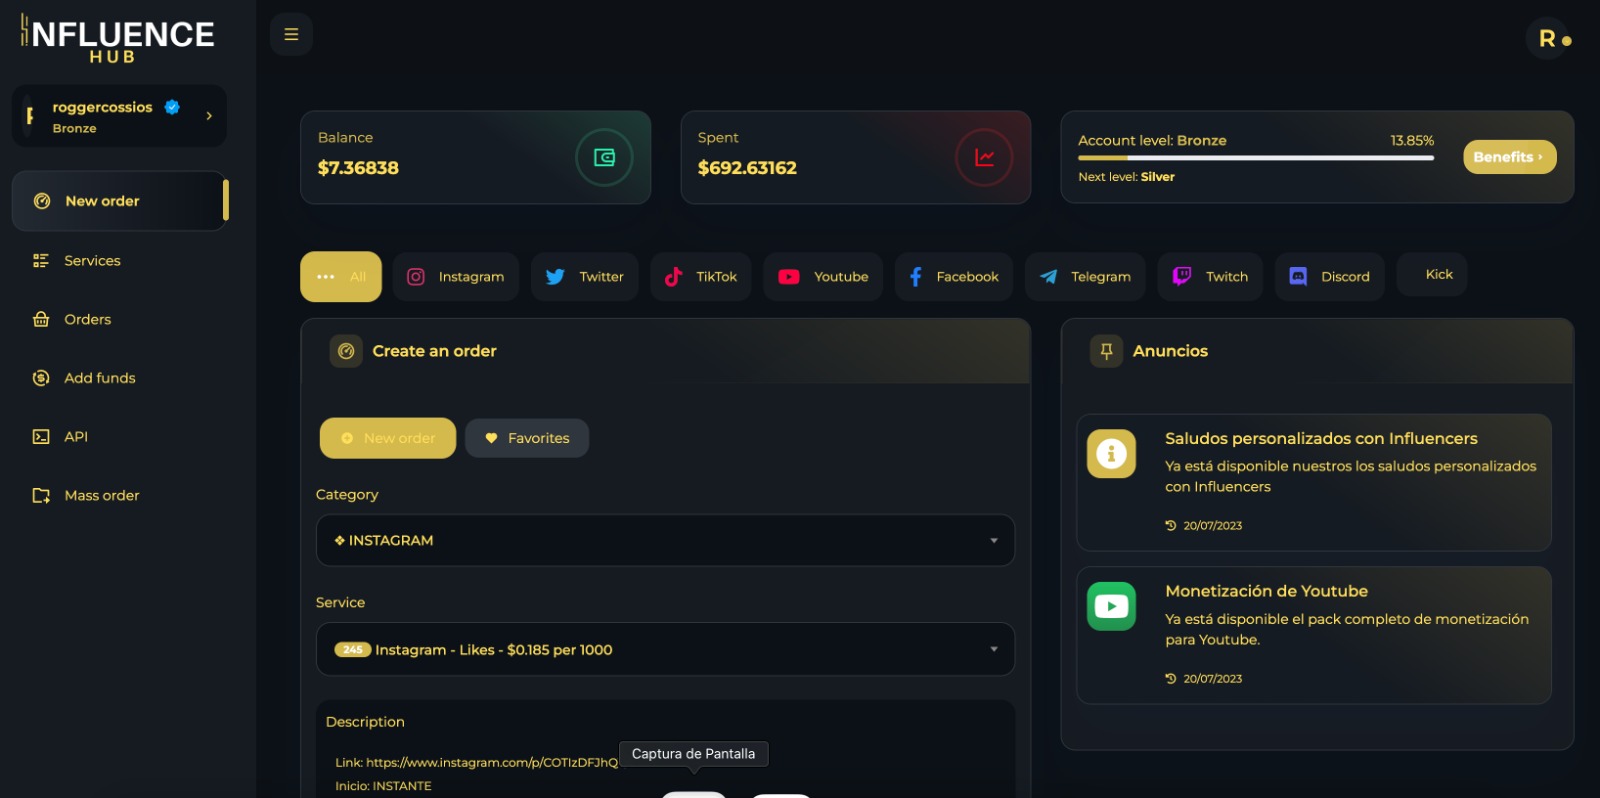 INFLUENCE
HUB
roggercossios
Bronze
New order
Services
Orders
Add funds
API
Mass order
R
Balance
$7.36838
Spent
$692.63162
Account level: Bronze
13.85%
Next level: Silver
Benefits ›
All
Instagram
Twitter
TikTok
Youtube
Facebook
Telegram
Twitch
Discord
Kick
Create an order
New order
Favorites
Category
❖ INSTAGRAM
Service
245 Instagram - Likes - $0.185 per 1000
Description
Link: https://www.instagram.com/p/COTIzDFJhQ
Inicio: INSTANTE
Captura de Pantalla
Anuncios
Saludos personalizados con Influencers
Ya está disponible nuestros los saludos personalizados
con Influencers
20/07/2023
Monetización de Youtube
Ya está disponible el pack completo de monetización
para Youtube.
20/07/2023